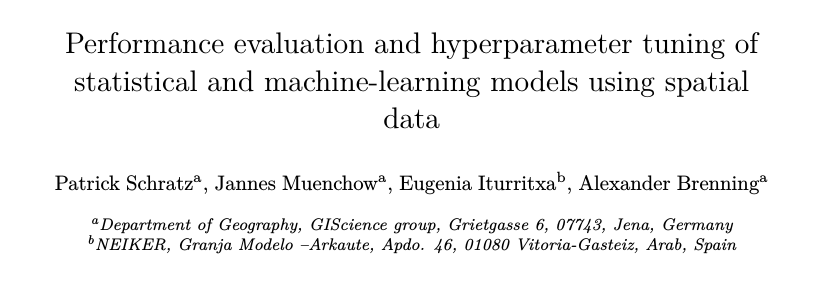 Performance evaluation and hyperparameter tuning of
statistical and machine-learning models using spatial
data
Patrick Schratzᵃ, Jannes Muenchowᵃ, Eugenia Iturritxaᵇ, Alexander Brenningᵃ
ᵃDepartment of Geography, GIScience group, Grietgasse 6, 07743, Jena, Germany
ᵇNEIKER, Granja Modelo –Arkaute, Apdo. 46, 01080 Vitoria-Gasteiz, Arab, Spain